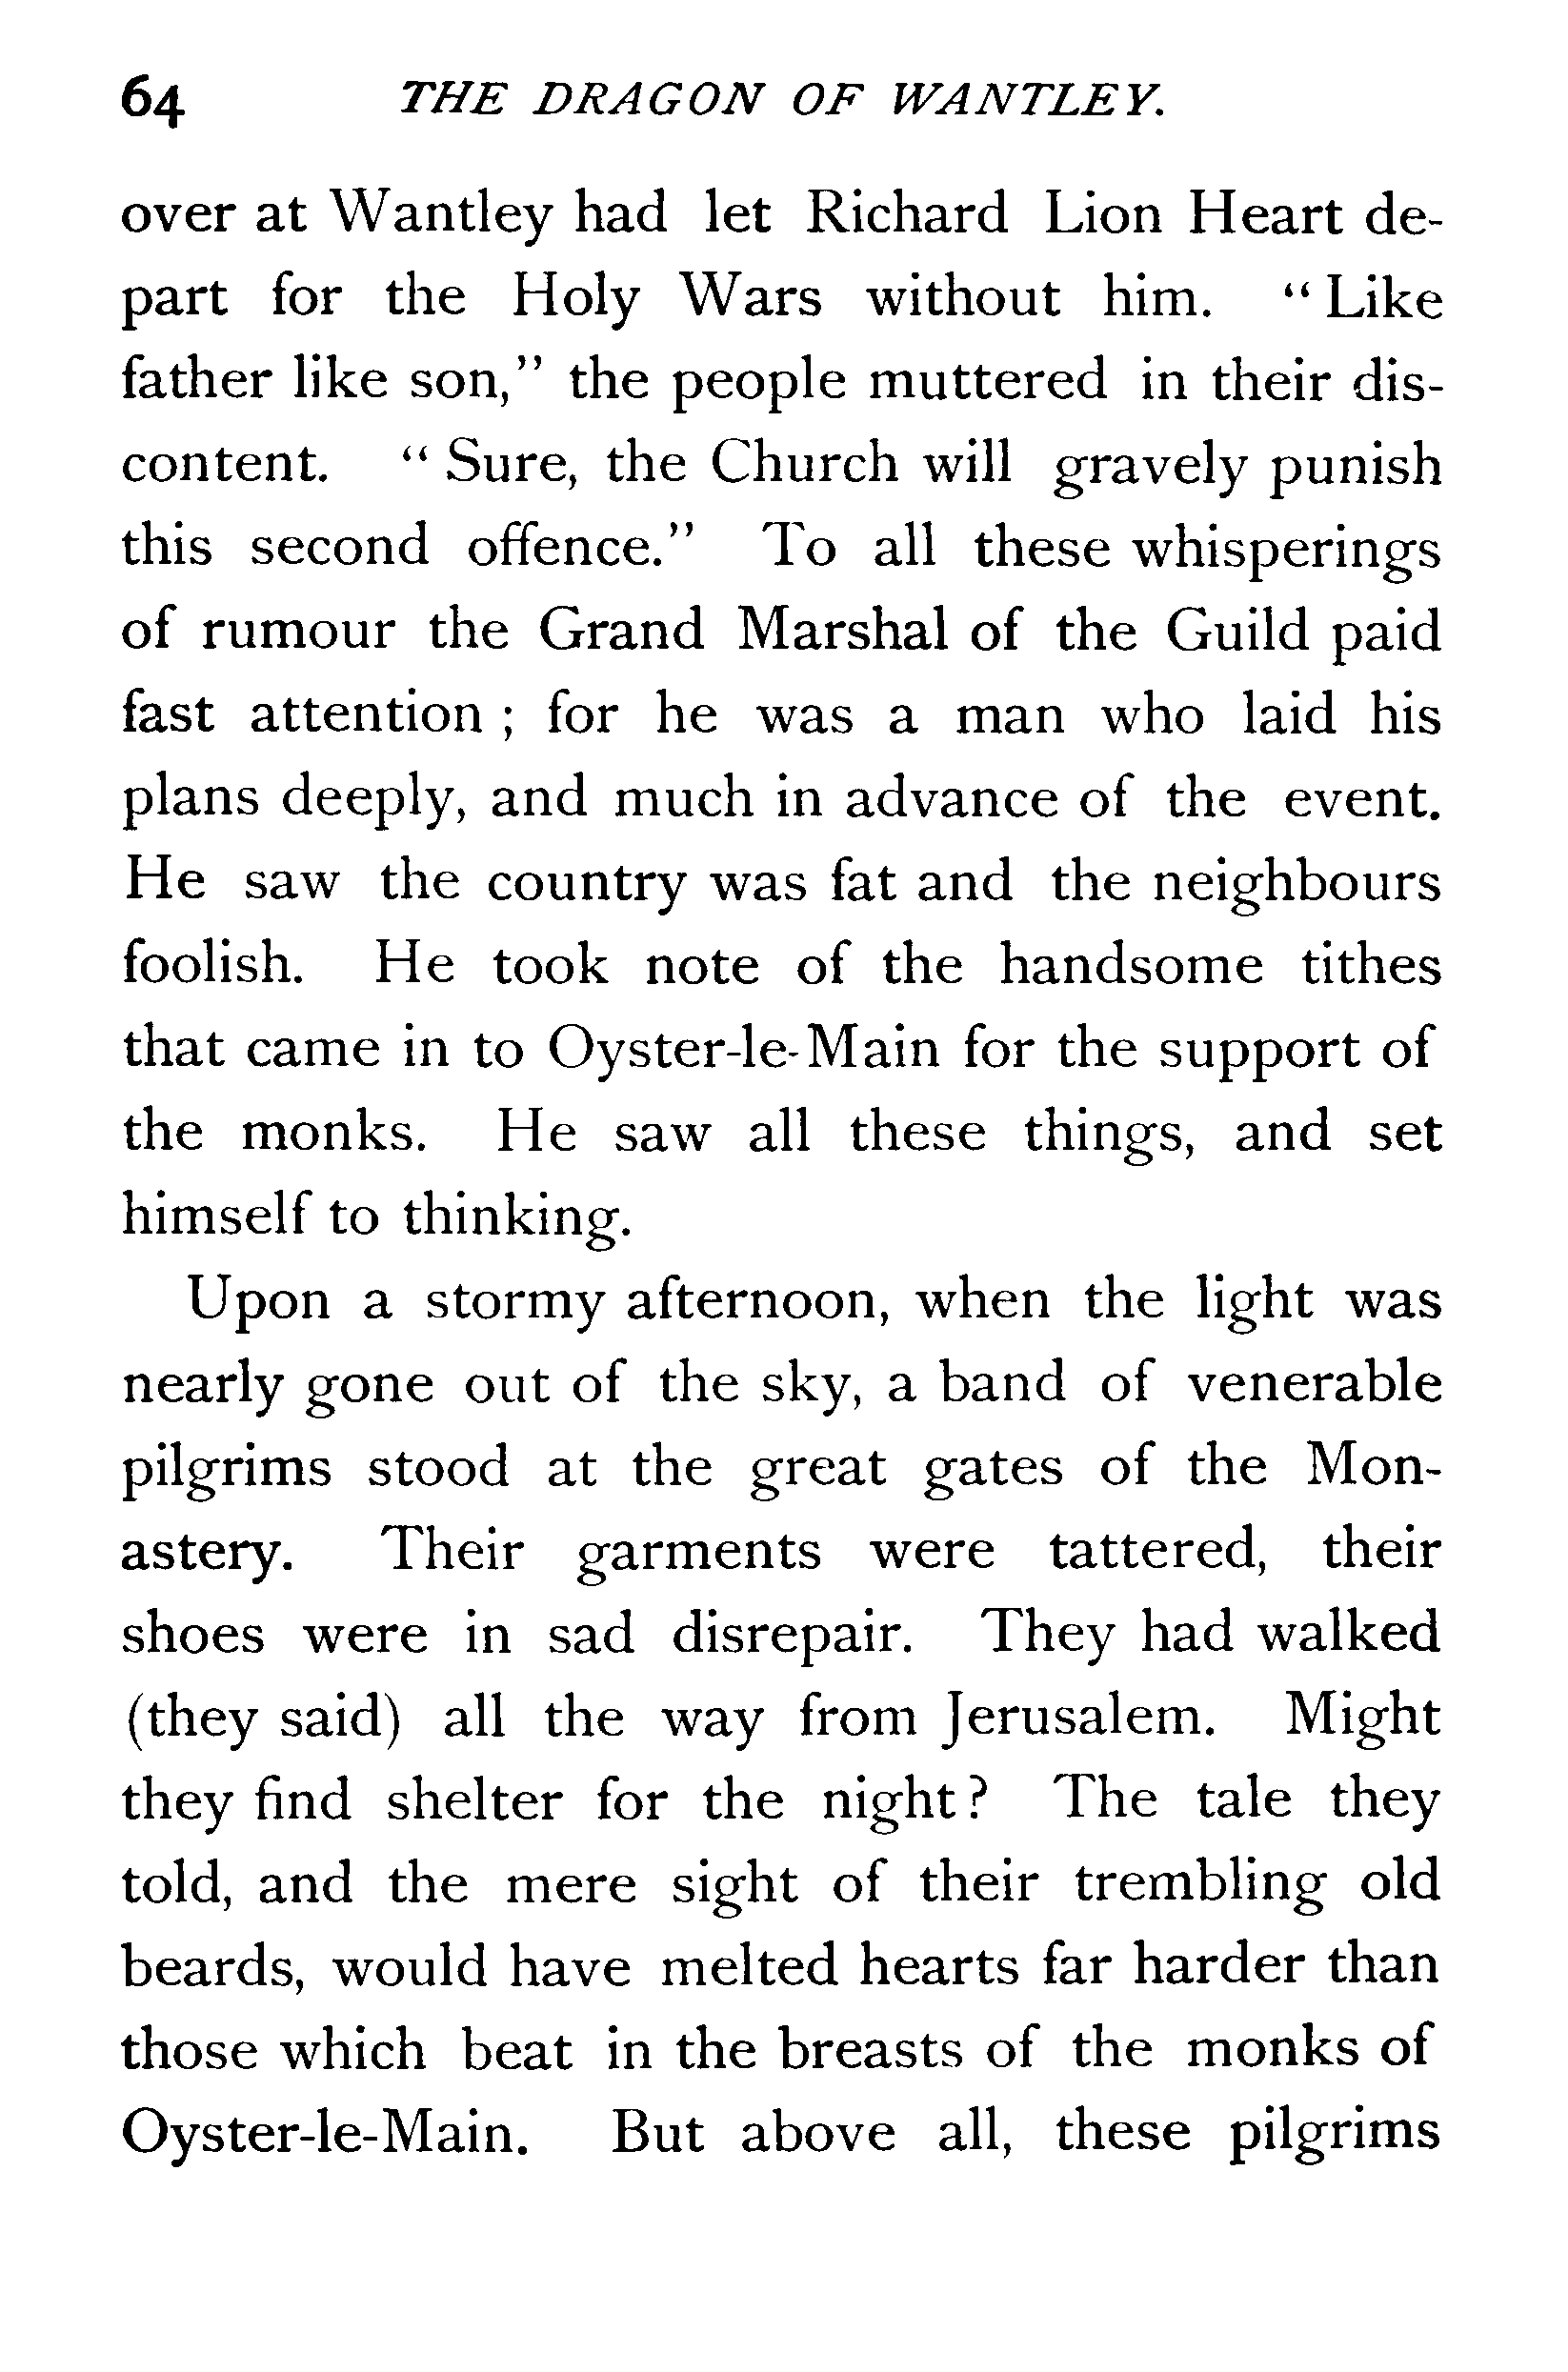 64 THE DRAGON OF WANTLEY.
over at Wantley had let Richard Lion Heart de-
part for the Holy Wars without him. “Like
father like son,” the people muttered in their dis-
content. “Sure, the Church will gravely punish
this second offence.” To all these whisperings
of rumour the Grand Marshal of the Guild paid
fast attention; for he was a man who laid his
plans deeply, and much in advance of the event.
He saw the country was fat and the neighbours
foolish. He took note of the handsome tithes
that came in to Oyster-le-Main for the support of
the monks. He saw all these things, and set
himself to thinking.
Upon a stormy afternoon, when the light was
nearly gone out of the sky, a band of venerable
pilgrims stood at the great gates of the Mon-
astery. Their garments were tattered, their
shoes were in sad disrepair. They had walked
(they said) all the way from Jerusalem. Might
they find shelter for the night? The tale they
told, and the mere sight of their trembling old
beards, would have melted hearts far harder than
those which beat in the breasts of the monks of
Oyster-le-Main. But above all, these pilgrims